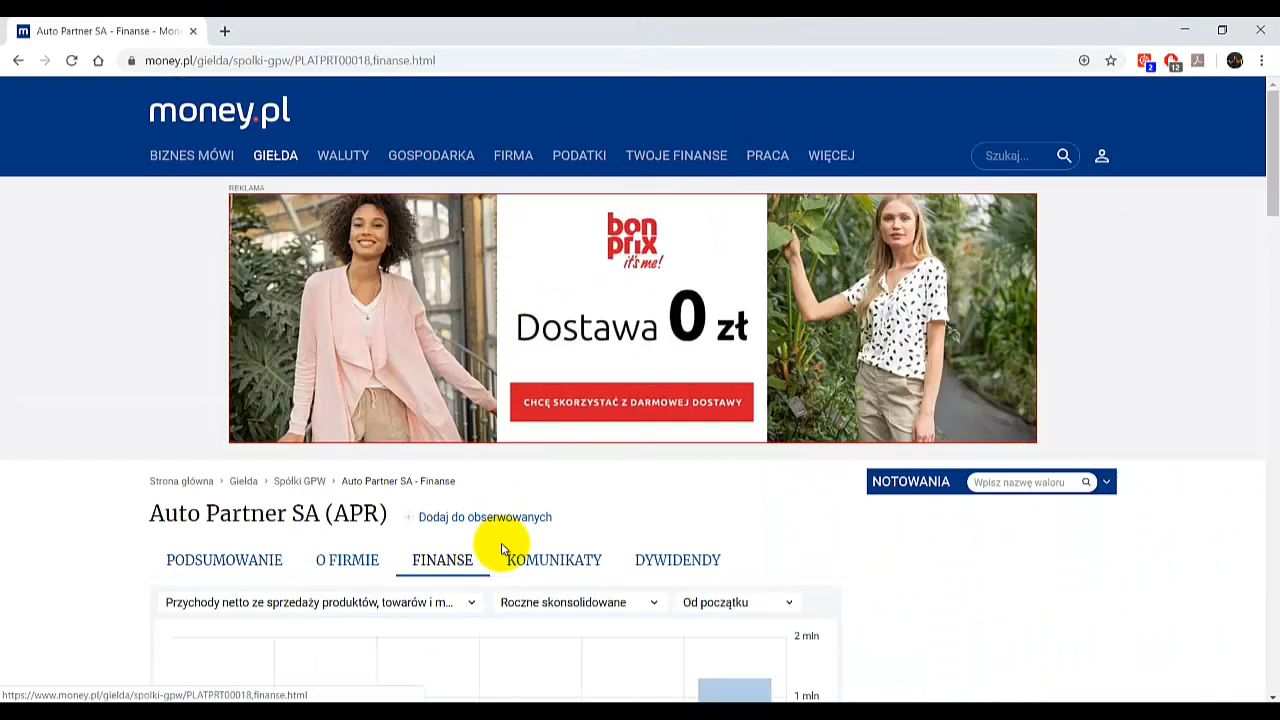 Auto Partner SA - Finanse - Mon
money.pl/gielda/spolki-gpw/PLATPRT00018,finanse.html
2
12
money.pl
BIZNES MÓWI GIEŁDA WALUTY GOSPODARKA FIRMA PODATKI TWOJE FINANSE PRACA WIĘCEJ
Szukaj...
REKLAMA
bon
prix
it's me!
Dostawa 0 zł
CHCĘ SKORZYSTAĆ Z DARMOWEJ DOSTAWY
Strona główna › Giełda › Spółki GPW › Auto Partner SA - Finanse
NOTOWANIA
Wpisz nazwę waloru
Auto Partner SA (APR)
+ Dodaj do obserwowanych
PODSUMOWANIE O FIRMIE FINANSE KOMUNIKATY DYWIDENDY
Przychody netto ze sprzedaży produktów, towarów i m...
Roczne skonsolidowane
Od początku
2 mln
1 mln
https://www.money.pl/gielda/spolki-gpw/PLATPRT00018,finanse.html